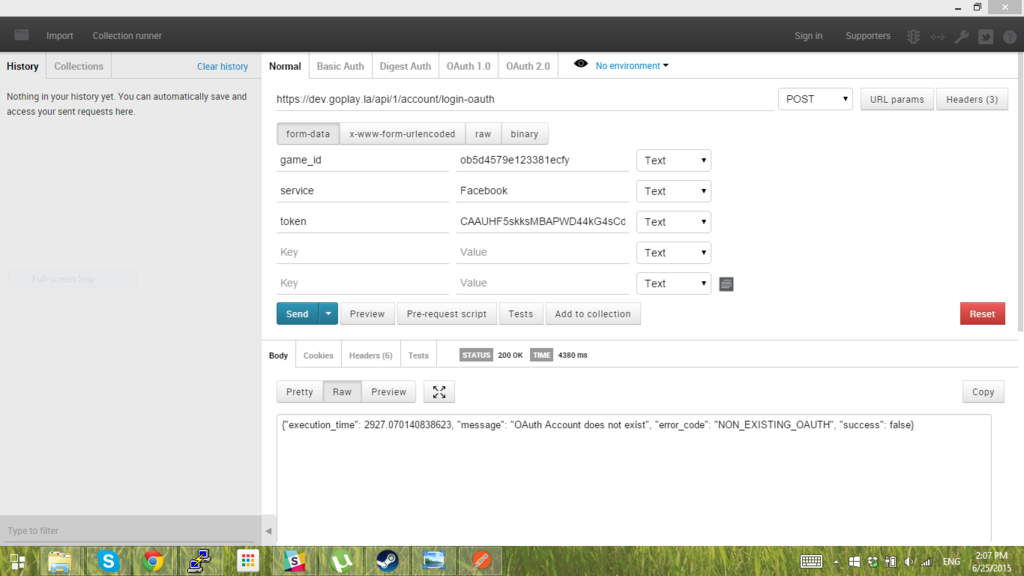 Import Collection runner Sign in Supporters
History Collections Clear history
Normal Basic Auth Digest Auth OAuth 1.0 OAuth 2.0 No environment
Nothing in your history yet. You can automatically save and
access your sent requests here.
https://dev.goplay.la/api/1/account/login-oauth POST URL params Headers (3)
form-data x-www-form-urlencoded raw binary
game_id ob5d4579e123381ecfy Text
service Facebook Text
token CAAUHF5skksMBAPWD44kG4sCd Text
Key Value Text
Key Value Text
Full-screen Snip
Send Preview Pre-request script Tests Add to collection Reset
Body Cookies Headers (6) Tests STATUS 200 OK TIME 4380 ms
Pretty Raw Preview Copy
{"execution_time": 2927.070140838623, "message": "OAuth Account does not exist", "error_code": "NON_EXISTING_OAUTH", "success": false}
Type to filter
ENG 2:07 PM
6/25/2015